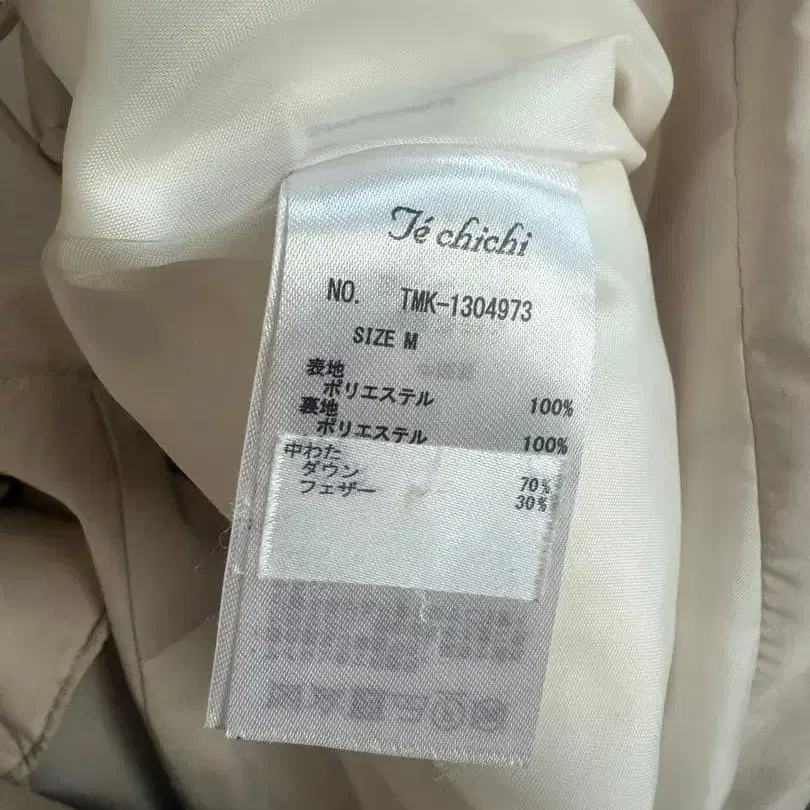 Té chichi
NO. TMK-1304973
SIZE M
表地
ポリエステル 100%
裏地
ポリエステル 100%
中わた
ダウン 70%
フェザー 30%